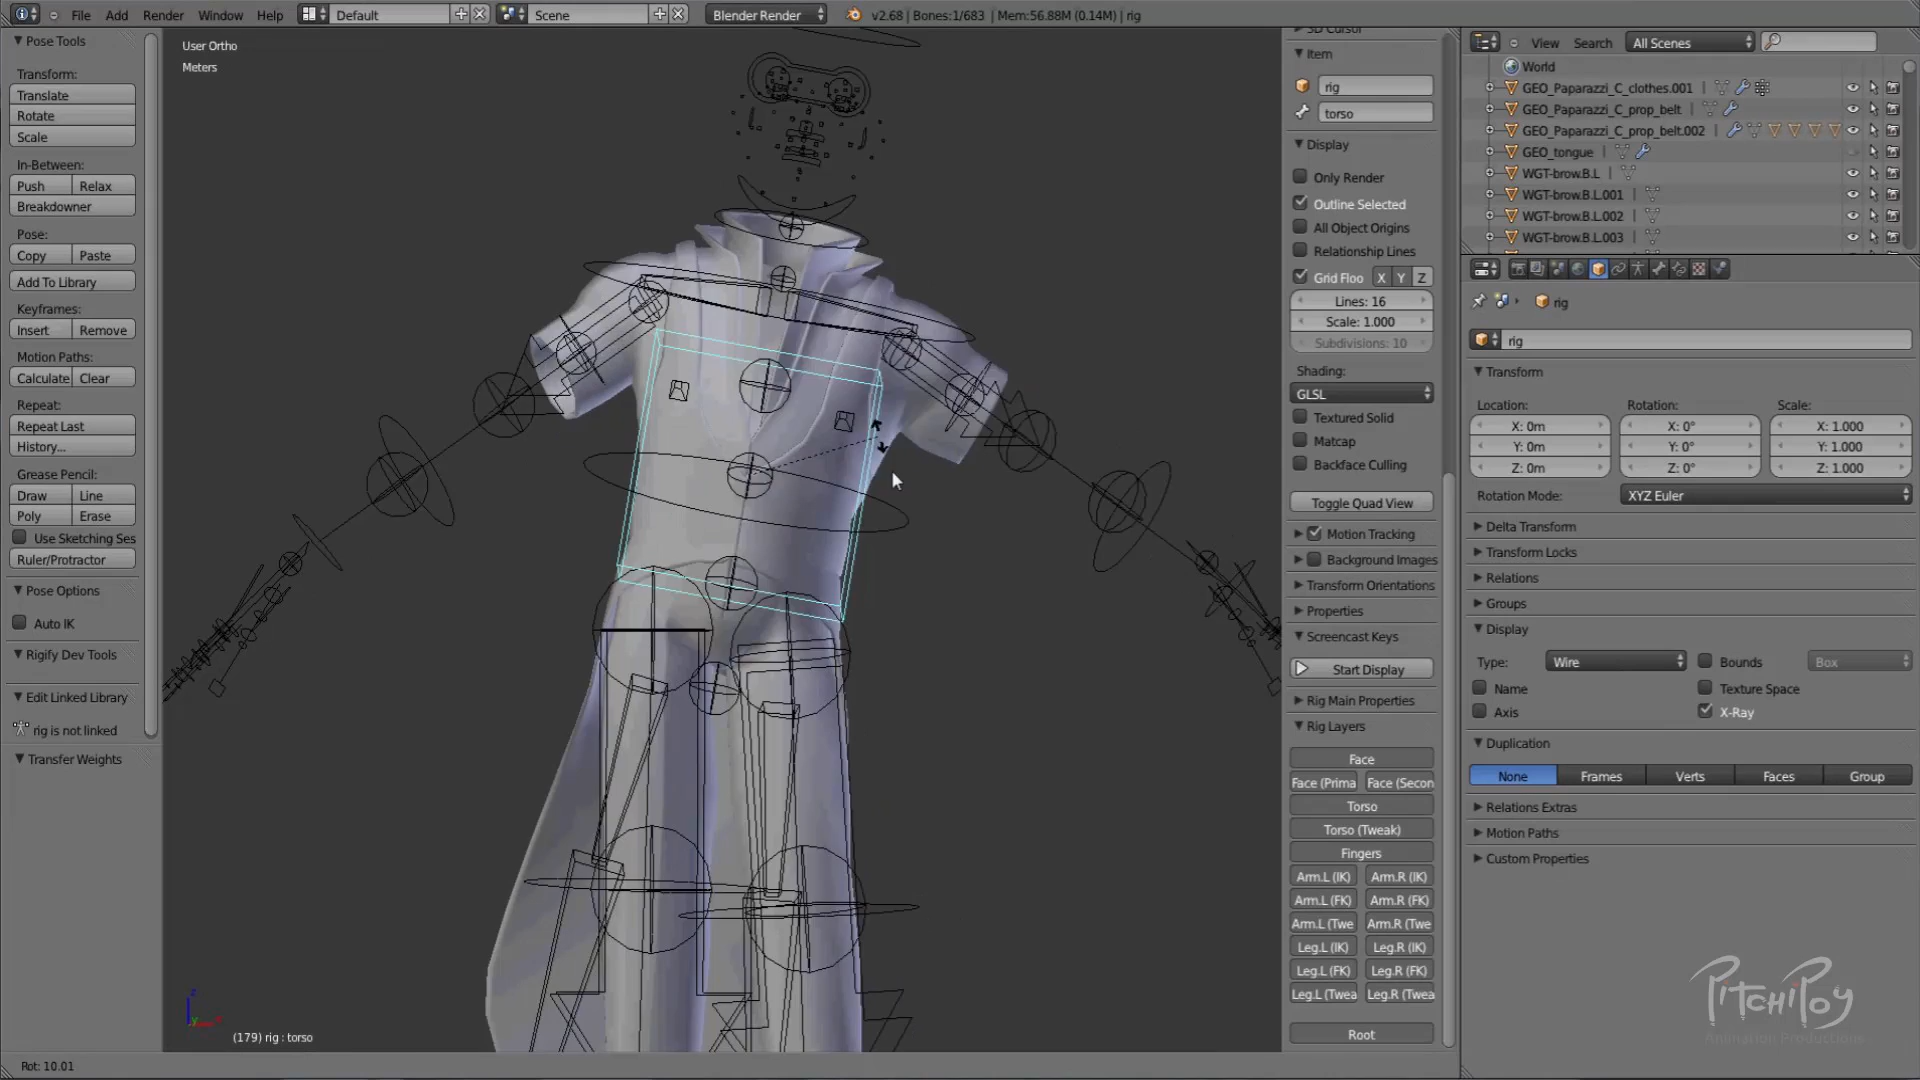 File Add Render Window Help Default Scene Blender Render v2.68 | Bones:1/683 | Mem:56.88M (0.14M) | rig
Pose Tools
Transform:
Translate
Rotate
Scale
In-Between:
Push Relax
Breakdowner
Pose:
Copy Paste
Add To Library
Keyframes:
Insert Remove
Motion Paths:
Calculate Clear
Repeat:
Repeat Last
History...
Grease Pencil:
Draw Line
Poly Erase
Use Sketching Ses
Ruler/Protractor
Pose Options
Auto IK
Rigify Dev Tools
Edit Linked Library
rig is not linked
Transfer Weights
User Ortho
Meters
(179) rig : torso
Rot: 10.01
3D Cursor
Item
rig
torso
Display
Only Render
Outline Selected
All Object Origins
Relationship Lines
Grid Floo X Y Z
Lines: 16
Scale: 1.000
Subdivisions: 10
Shading:
GLSL
Textured Solid
Matcap
Backface Culling
Toggle Quad View
Motion Tracking
Background Images
Transform Orientations
Properties
Screencast Keys
Start Display
Rig Main Properties
Rig Layers
Face
Face (Prima Face (Secon
Torso
Torso (Tweak)
Fingers
Arm.L (IK) Arm.R (IK)
Arm.L (FK) Arm.R (FK)
Arm.L (Twe Arm.R (Twe
Leg.L (IK) Leg.R (IK)
Leg.L (FK) Leg.R (FK)
Leg.L (Twea Leg.R (Twea
Root
View Search All Scenes
World
GEO_Paparazzi_C_clothes.001
GEO_Paparazzi_C_prop_belt
GEO_Paparazzi_C_prop_belt.002
GEO_tongue
WGT-brow.B.L
WGT-brow.B.L.001
WGT-brow.B.L.002
WGT-brow.B.L.003
rig
rig
Transform
Location: Rotation: Scale:
X: 0m X: 0° X: 1.000
Y: 0m Y: 0° Y: 1.000
Z: 0m Z: 0° Z: 1.000
Rotation Mode: XYZ Euler
Delta Transform
Transform Locks
Relations
Groups
Display
Type: Wire Bounds Box
Name Texture Space
Axis X-Ray
Duplication
None Frames Verts Faces Group
Relations Extras
Motion Paths
Custom Properties
PitchiPoy
Animation Productions